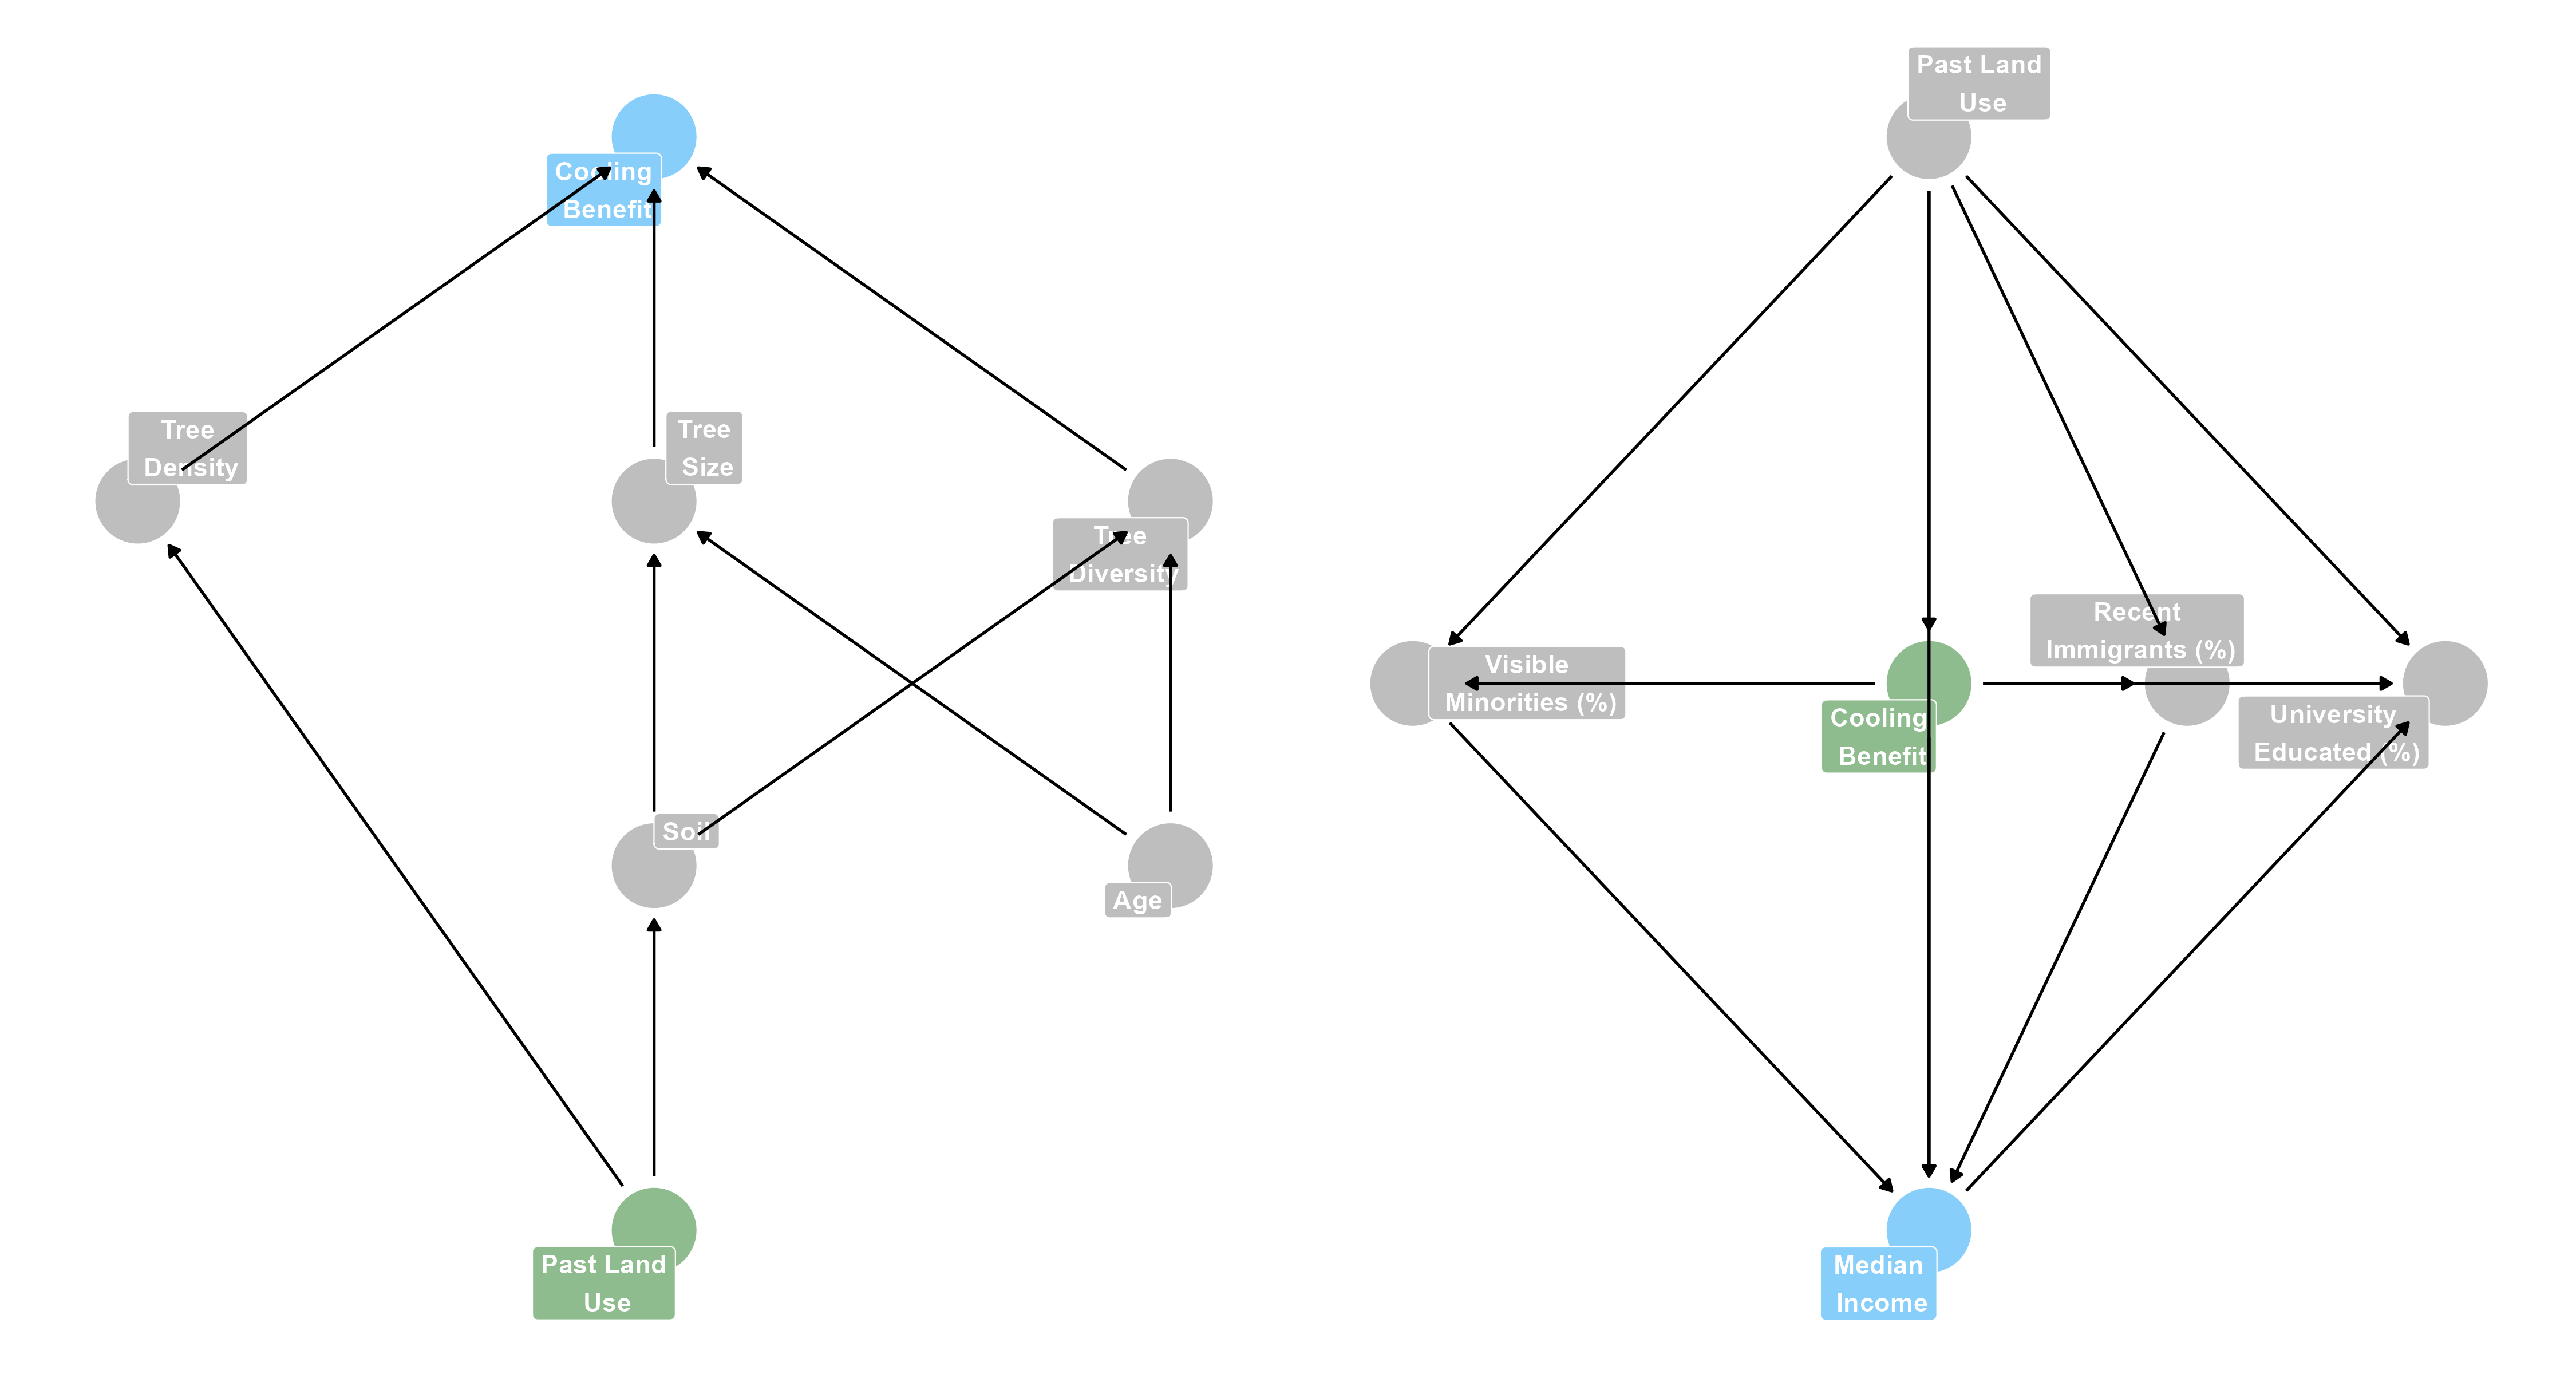 Cooling
Benefit
Tree
Density
Tree
Size
Tree
Diversity
Soil
Age
Past Land
Use
Past Land
Use
Visible
Minorities (%)
Cooling
Benefit
Recent
Immigrants (%)
University
Educated (%)
Median
Income